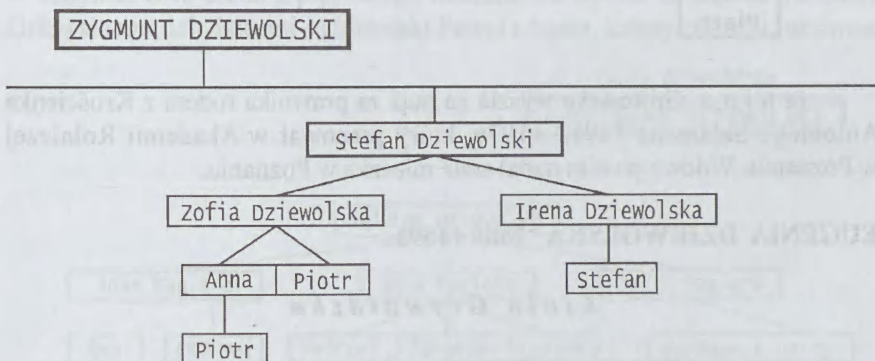 ZYGMUNT DZIEWOLSKI
Stefan Dziewolski
Zofia Dziewolska
Irena Dziewolska
Anna
Piotr
Stefan
Piotr